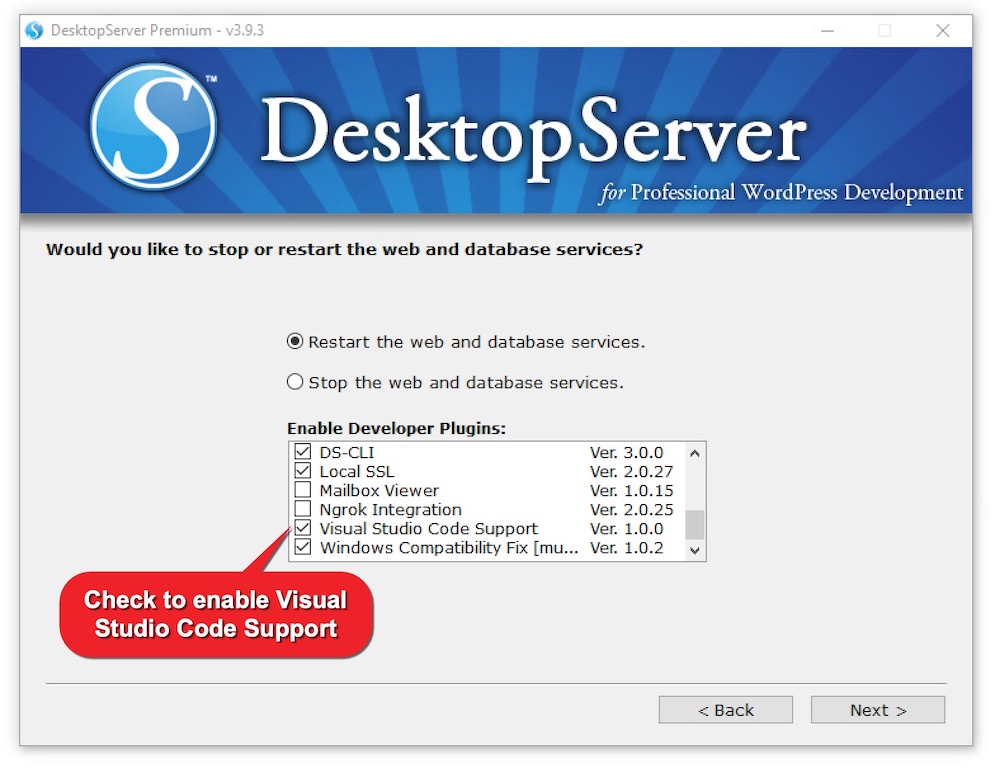 DesktopServer Premium - v3.9.3
S ™
DesktopServer
for Professional WordPress Development
Would you like to stop or restart the web and database services?
Restart the web and database services.
Stop the web and database services.
Enable Developer Plugins:
DS-CLI Ver. 3.0.0
Local SSL Ver. 2.0.27
Mailbox Viewer Ver. 1.0.15
Ngrok Integration Ver. 2.0.25
Visual Studio Code Support Ver. 1.0.0
Windows Compatibility Fix [mu... Ver. 1.0.2
Check to enable Visual
Studio Code Support
< Back Next >